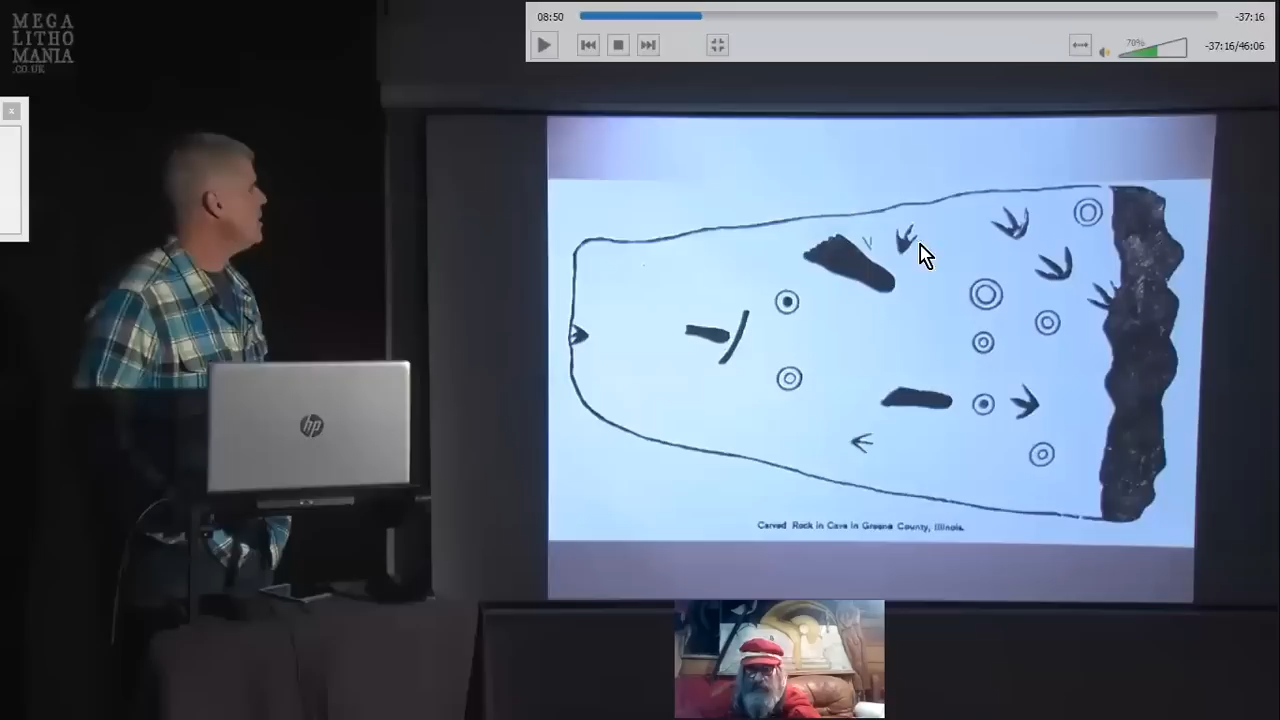 MEGA
LITHO
MANIA
.CO.UK
08:50
-37:16
70%
-37:16/46:06
x
hp
Carved Rock in Cave in Greene County, Illinois.